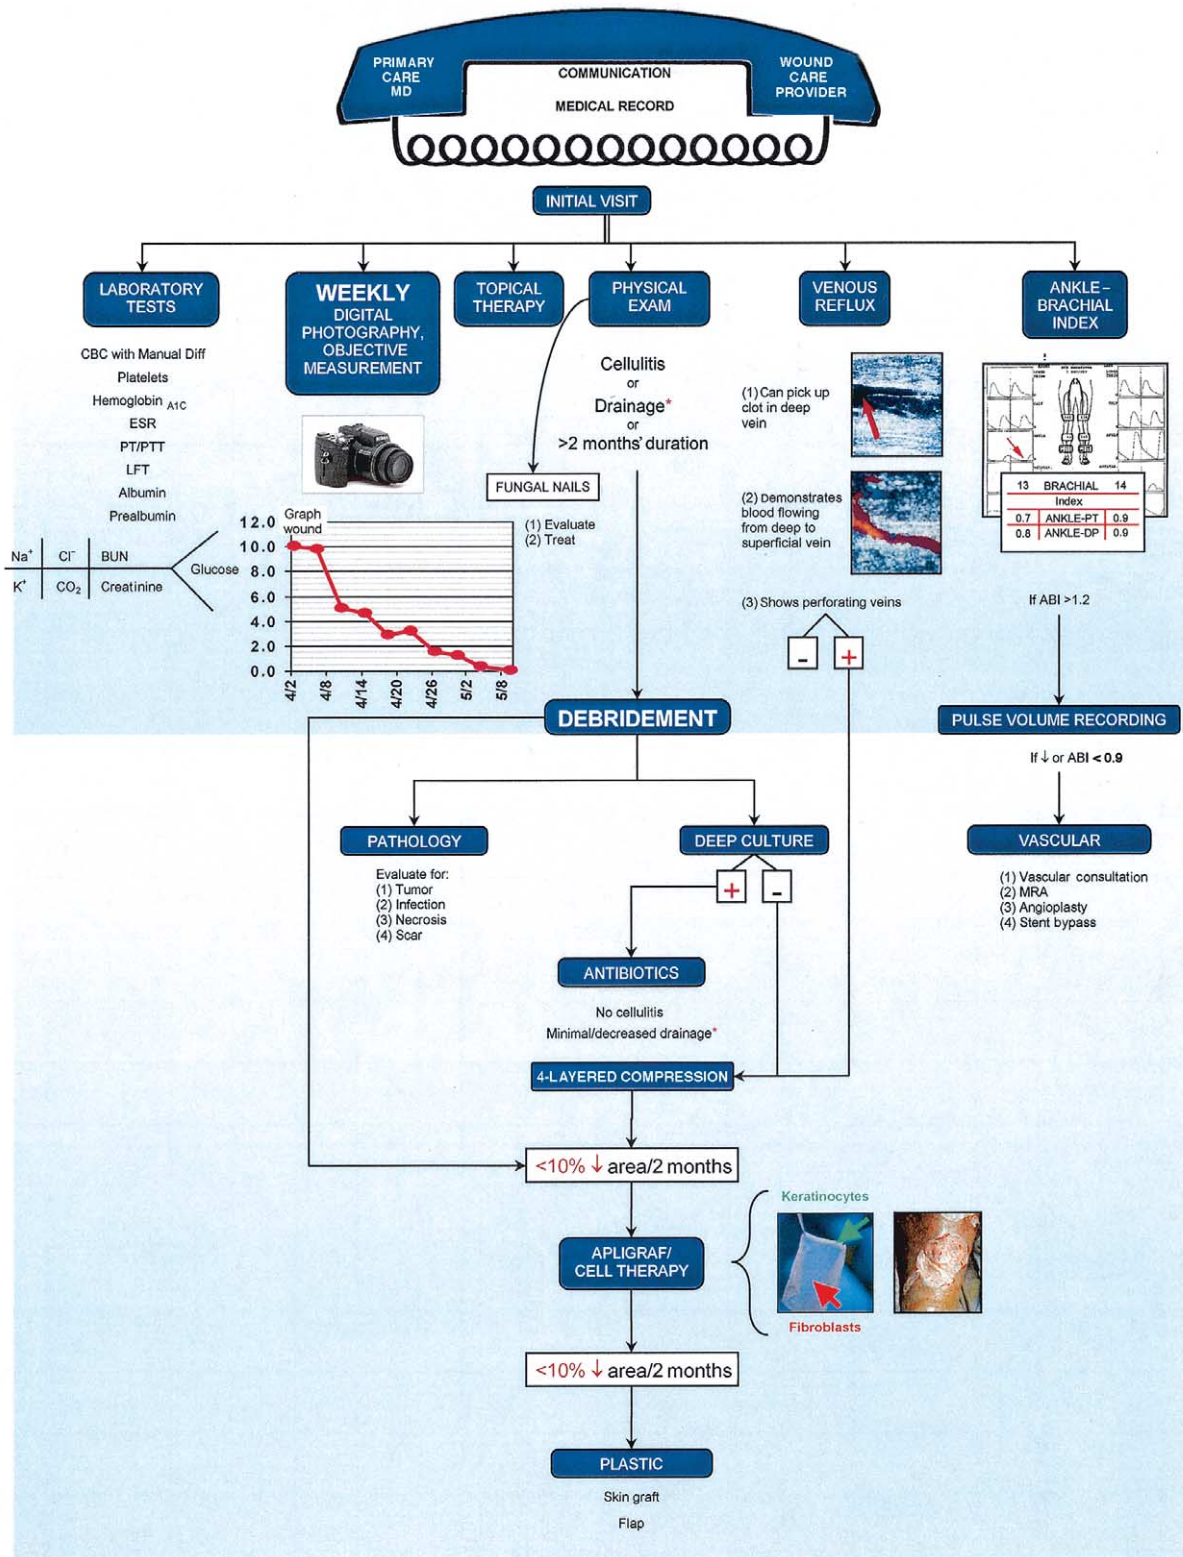 PRIMARY
CARE
MD
COMMUNICATION
MEDICAL RECORD
WOUND
CARE
PROVIDER
INITIAL VISIT
LABORATORY
TESTS
WEEKLY
DIGITAL
PHOTOGRAPHY,
OBJECTIVE
MEASUREMENT
TOPICAL
THERAPY
PHYSICAL
EXAM
VENOUS
REFLUX
ANKLE–
BRACHIAL
INDEX
CBC with Manual Diff
Platelets
Hemoglobin A1C
ESR
PT/PTT
LFT
Albumin
Prealbumin
Na⁺ Cl⁻ BUN
Glucose
K⁺ CO₂ Creatinine
Graph
wound
12.0
10.0
8.0
6.0
4.0
2.0
0.0
4/2 4/8 4/14 4/20 4/26 5/2 5/8
FUNGAL NAILS
(1) Evaluate
(2) Treat
Cellulitis
or
Drainage*
or
>2 months' duration
(1) Can pick up
clot in deep
vein
(2) Demonstrates
blood flowing
from deep to
superficial vein
(3) Shows perforating veins
- +
13 BRACHIAL 14
Index
0.7 ANKLE-PT 0.9
0.8 ANKLE-DP 0.9
If ABI >1.2
DEBRIDEMENT
PULSE VOLUME RECORDING
If ↓ or ABI < 0.9
PATHOLOGY
Evaluate for:
(1) Tumor
(2) Infection
(3) Necrosis
(4) Scar
DEEP CULTURE
+ -
VASCULAR
(1) Vascular consultation
(2) MRA
(3) Angioplasty
(4) Stent bypass
ANTIBIOTICS
No cellulitis
Minimal/decreased drainage*
4-LAYERED COMPRESSION
<10% ↓ area/2 months
APLIGRAF/
CELL THERAPY
Keratinocytes
Fibroblasts
<10% ↓ area/2 months
PLASTIC
Skin graft
Flap